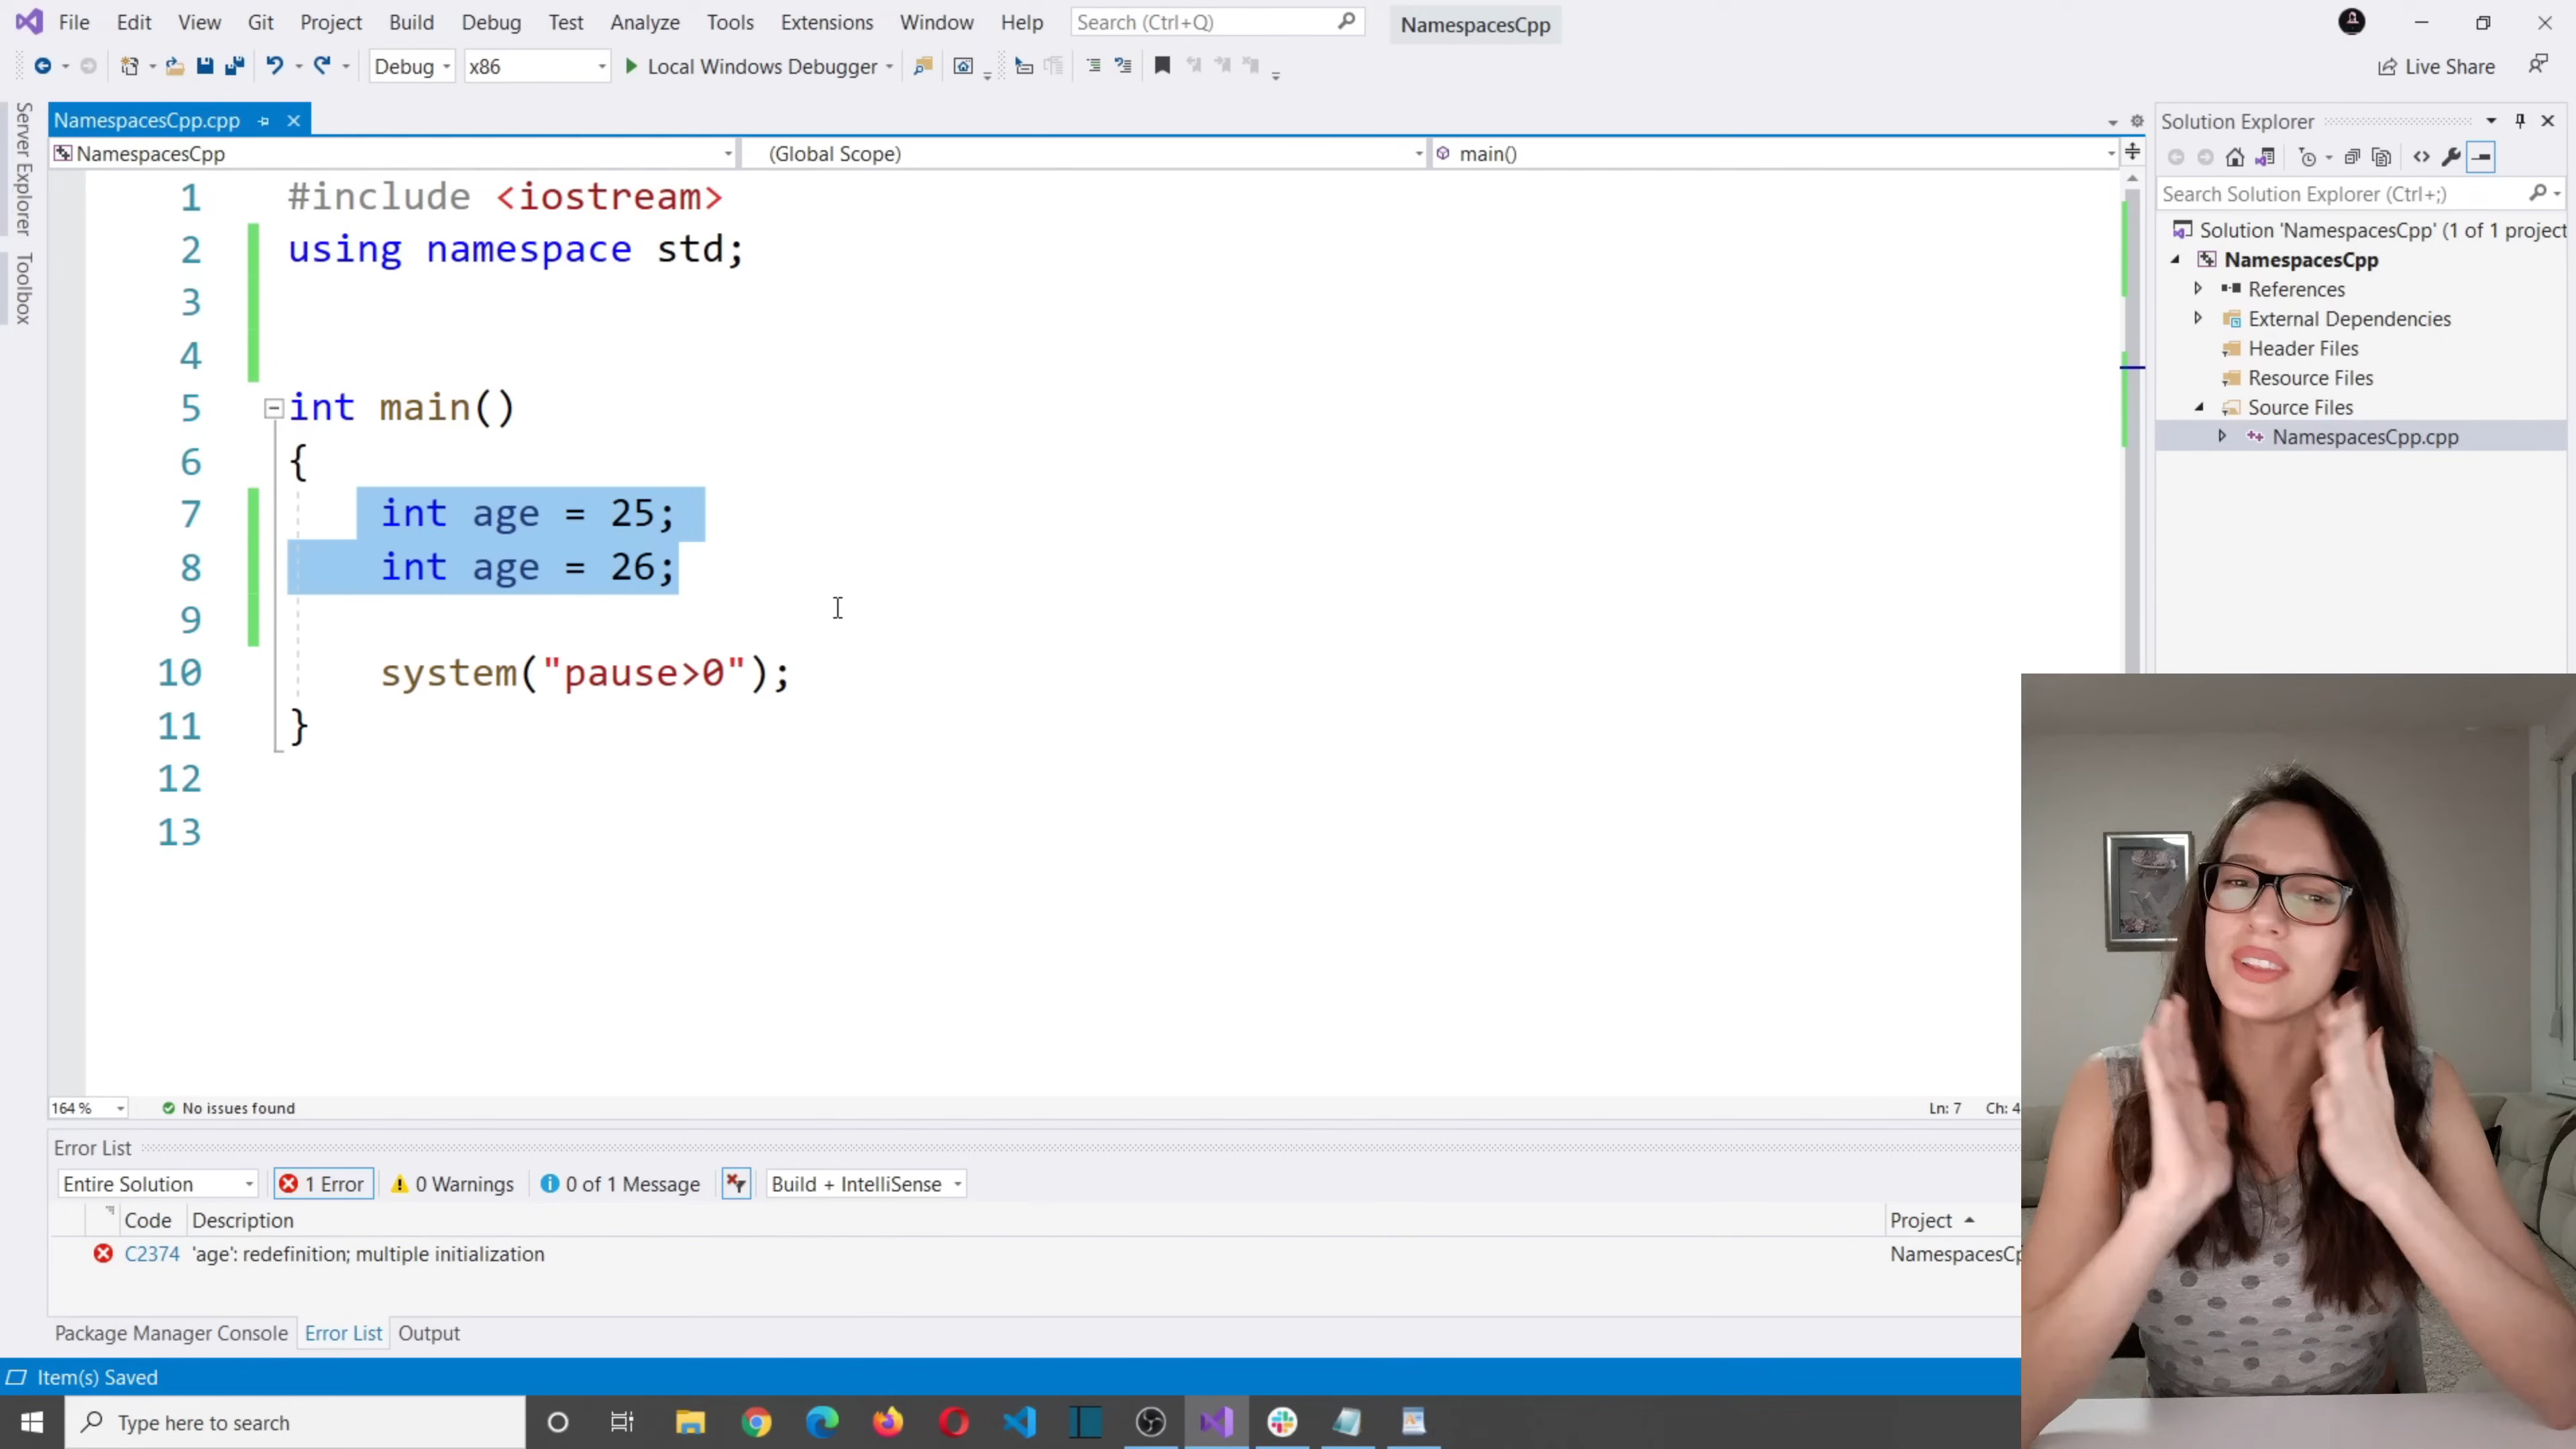 File Edit View Git Project Build Debug Test Analyze Tools Extensions Window Help Search (Ctrl+Q) NamespacesCpp
Debug x86 Local Windows Debugger Live Share
Server Explorer
Toolbox
NamespacesCpp.cpp
NamespacesCpp (Global Scope) main()
1 #include <iostream>
2 using namespace std;
3
4
5 int main()
6 {
7 int age = 25;
8 int age = 26;
9
10 system("pause>0");
11 }
12
13
164 % No issues found Ln: 7 Ch: 4
Solution Explorer
Search Solution Explorer (Ctrl+;)
Solution 'NamespacesCpp' (1 of 1 project
NamespacesCpp
References
External Dependencies
Header Files
Resource Files
Source Files
NamespacesCpp.cpp
Error List
Entire Solution 1 Error 0 Warnings 0 of 1 Message Build + IntelliSense
Code Description Project
C2374 'age': redefinition; multiple initialization NamespacesCp
Package Manager Console Error List Output
Item(s) Saved
Type here to search